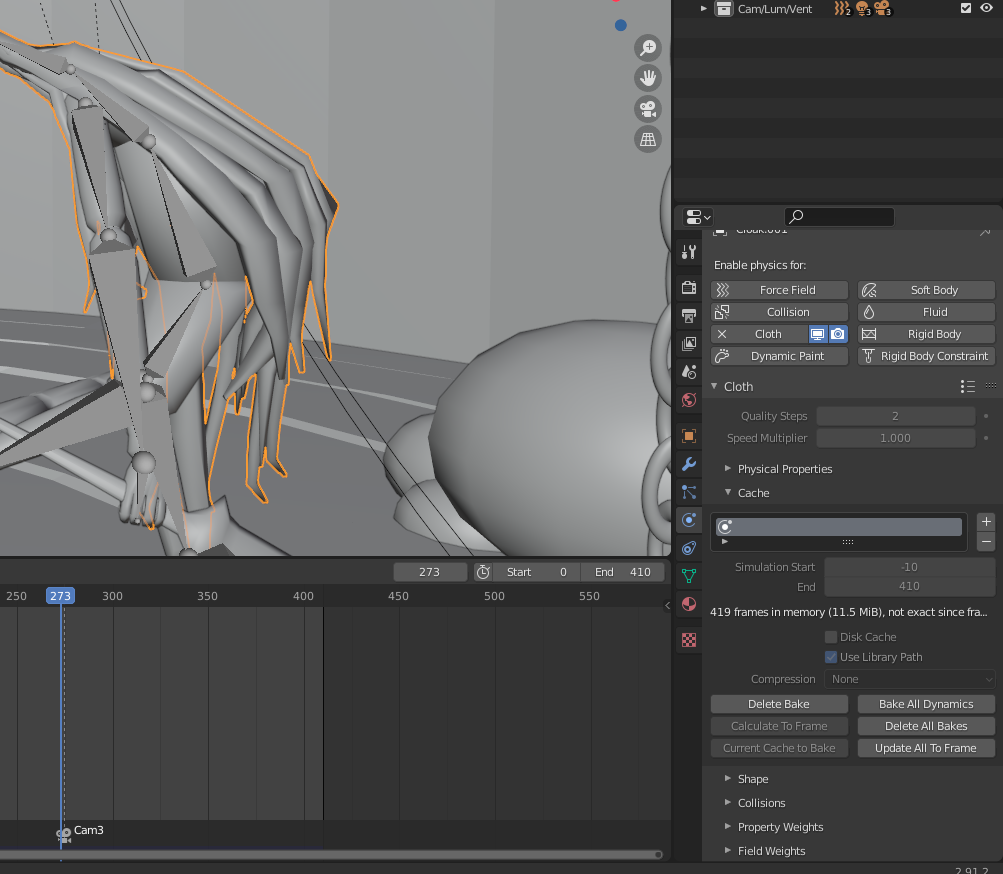 Cam/Lum/Vent 2 3 3
Cloak.001
Enable physics for:
Force Field Soft Body
Collision Fluid
Cloth Rigid Body
Dynamic Paint Rigid Body Constraint
Cloth
Quality Steps 2
Speed Multiplier 1.000
Physical Properties
Cache
Simulation Start -10
End 410
419 frames in memory (11.5 MiB), not exact since fra...
Disk Cache
Use Library Path
Compression None
Delete Bake Bake All Dynamics
Calculate To Frame Delete All Bakes
Current Cache to Bake Update All To Frame
Shape
Collisions
Property Weights
Field Weights
273 Start 0 End 410
250 273 300 350 400 450 500 550
Cam3
2.91.2